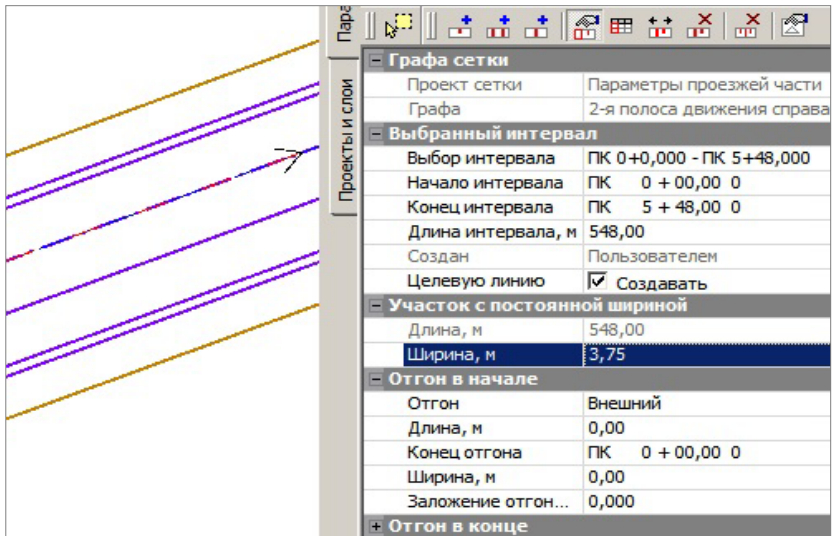 Пара
Проекты и слои
Графа сетки
Проект сетки Параметры проезжей части
Графа 2-я полоса движения справа
Выбранный интервал
Выбор интервала ПК 0+0,000 - ПК 5+48,000
Начало интервала ПК 0 + 00,00 0
Конец интервала ПК 5 + 48,00 0
Длина интервала, м 548,00
Создан Пользователем
Целевую линию Создавать
Участок с постоянной шириной
Длина, м 548,00
Ширина, м 3,75
Отгон в начале
Отгон Внешний
Длина, м 0,00
Конец отгона ПК 0 + 00,00 0
Ширина, м 0,00
Заложение отгон... 0,000
Отгон в конце